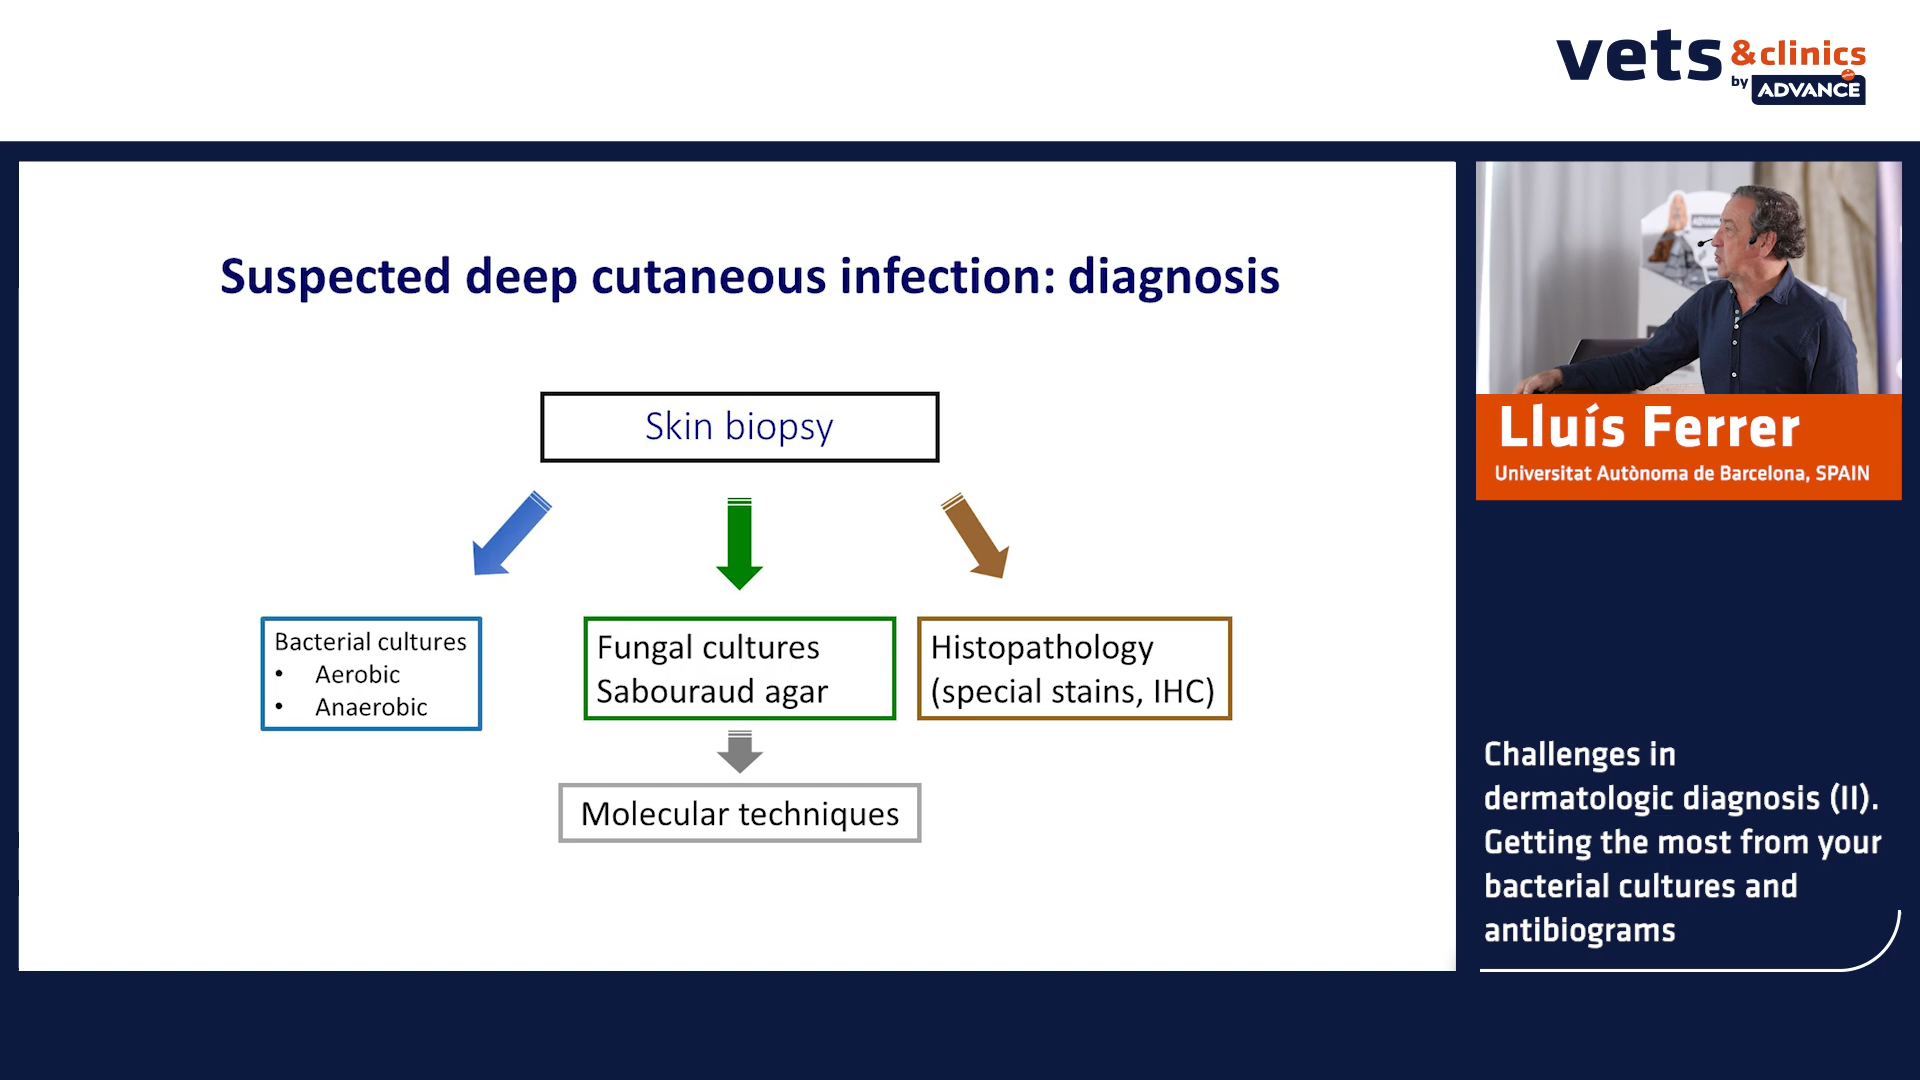 vets &clinics
by ADVANCE
Suspected deep cutaneous infection: diagnosis
Skin biopsy
Bacterial cultures
• Aerobic
• Anaerobic
Fungal cultures
Sabouraud agar
Histopathology
(special stains, IHC)
Molecular techniques
Lluís Ferrer
Universitat Autònoma de Barcelona, SPAIN
Challenges in
dermatologic diagnosis (II).
Getting the most from your
bacterial cultures and
antibiograms